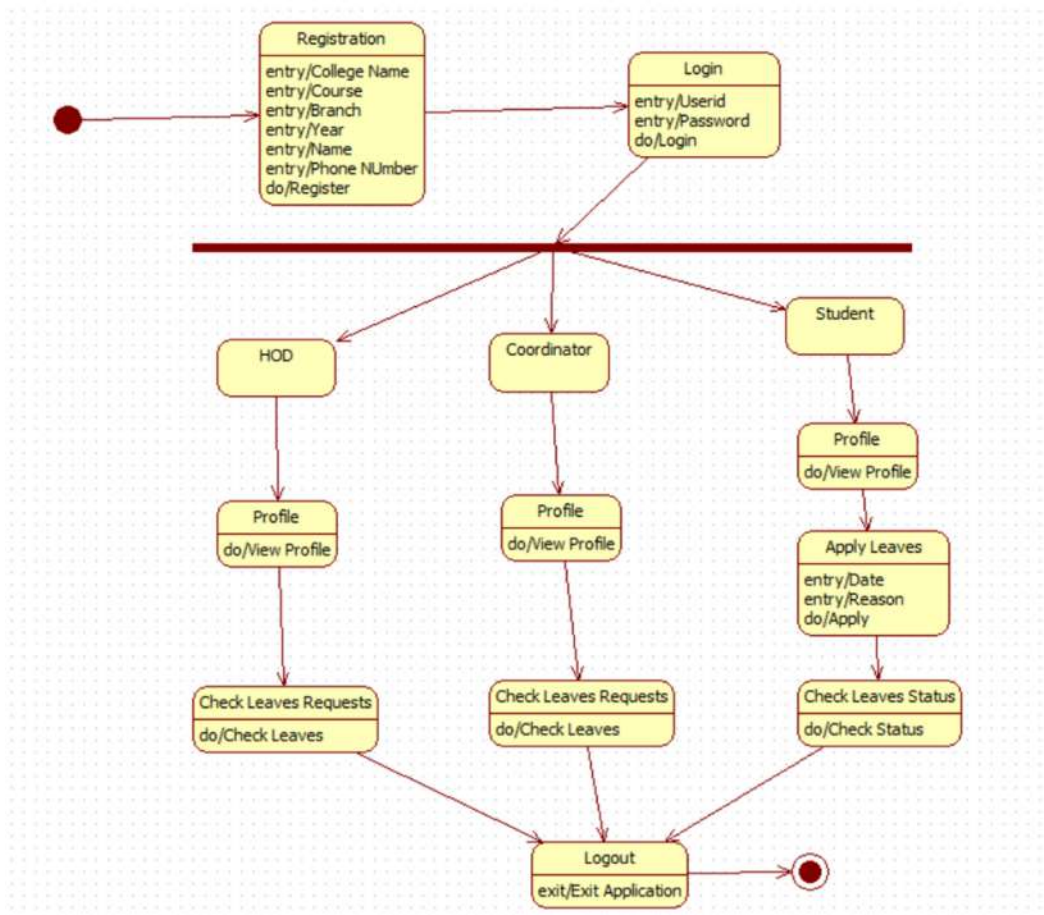 Registration
entry/College Name
entry/Course
entry/Branch
entry/Year
entry/Name
entry/Phone NUmber
do/Register
Login
entry/Userid
entry/Password
do/Login
HOD
Coordinator
Student
Profile
do/View Profile
Profile
do/View Profile
Profile
do/View Profile
Apply Leaves
entry/Date
entry/Reason
do/Apply
Check Leaves Requests
do/Check Leaves
Check Leaves Requests
do/Check Leaves
Check Leaves Status
do/Check Status
Logout
exit/Exit Application